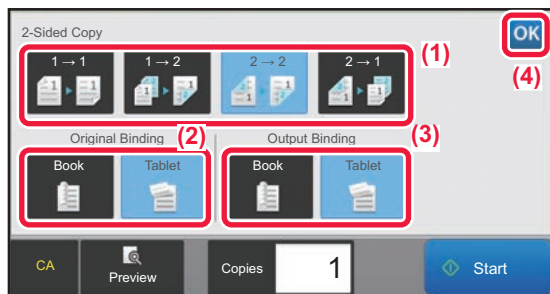 2-Sided Copy
OK
(1)
(4)
1 → 1
1 → 2
2 → 2
2 → 1
Original Binding
(2)
Output Binding
(3)
Book
Tablet
Book
Tablet
CA
Preview
Copies
1
Start